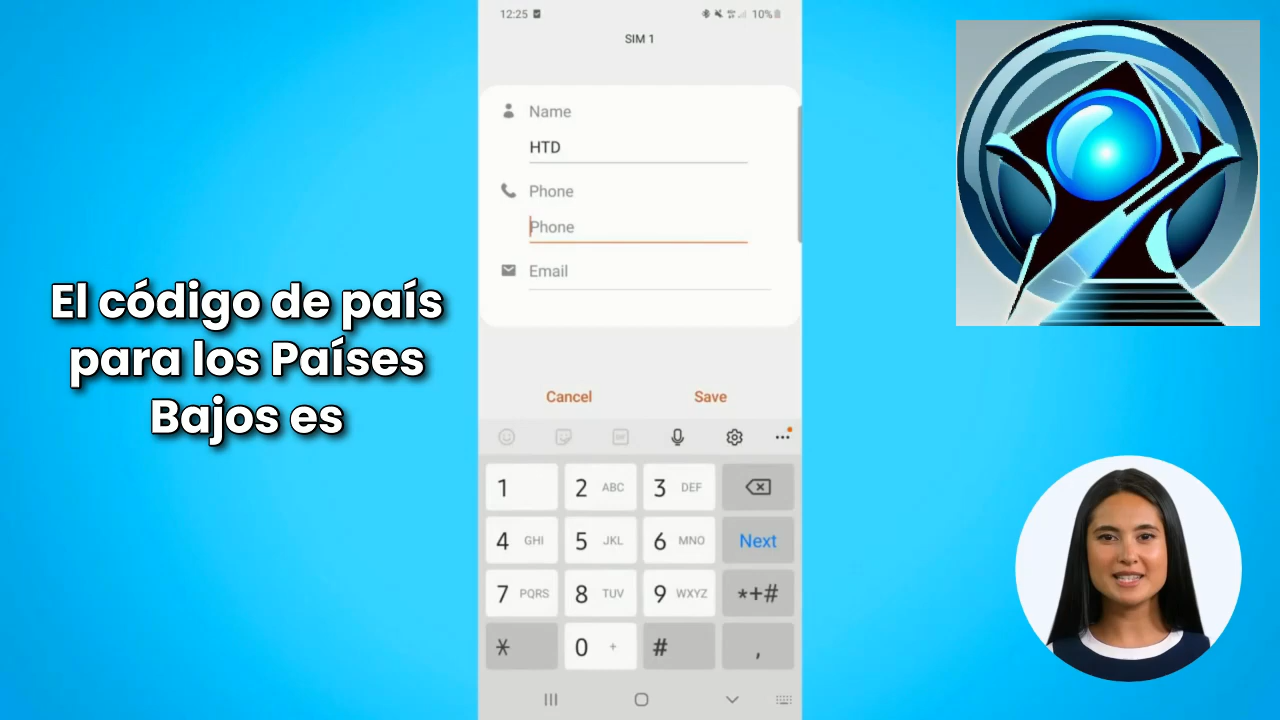 12:25
10%
SIM 1
Name
HTD
Phone
Phone
Email
El código de país
para los Países
Bajos es
Cancel
Save
1
2 ABC
3 DEF
4 GHI
5 JKL
6 MNO
Next
7 PQRS
8 TUV
9 WXYZ
*+#
*
0 +
#
,